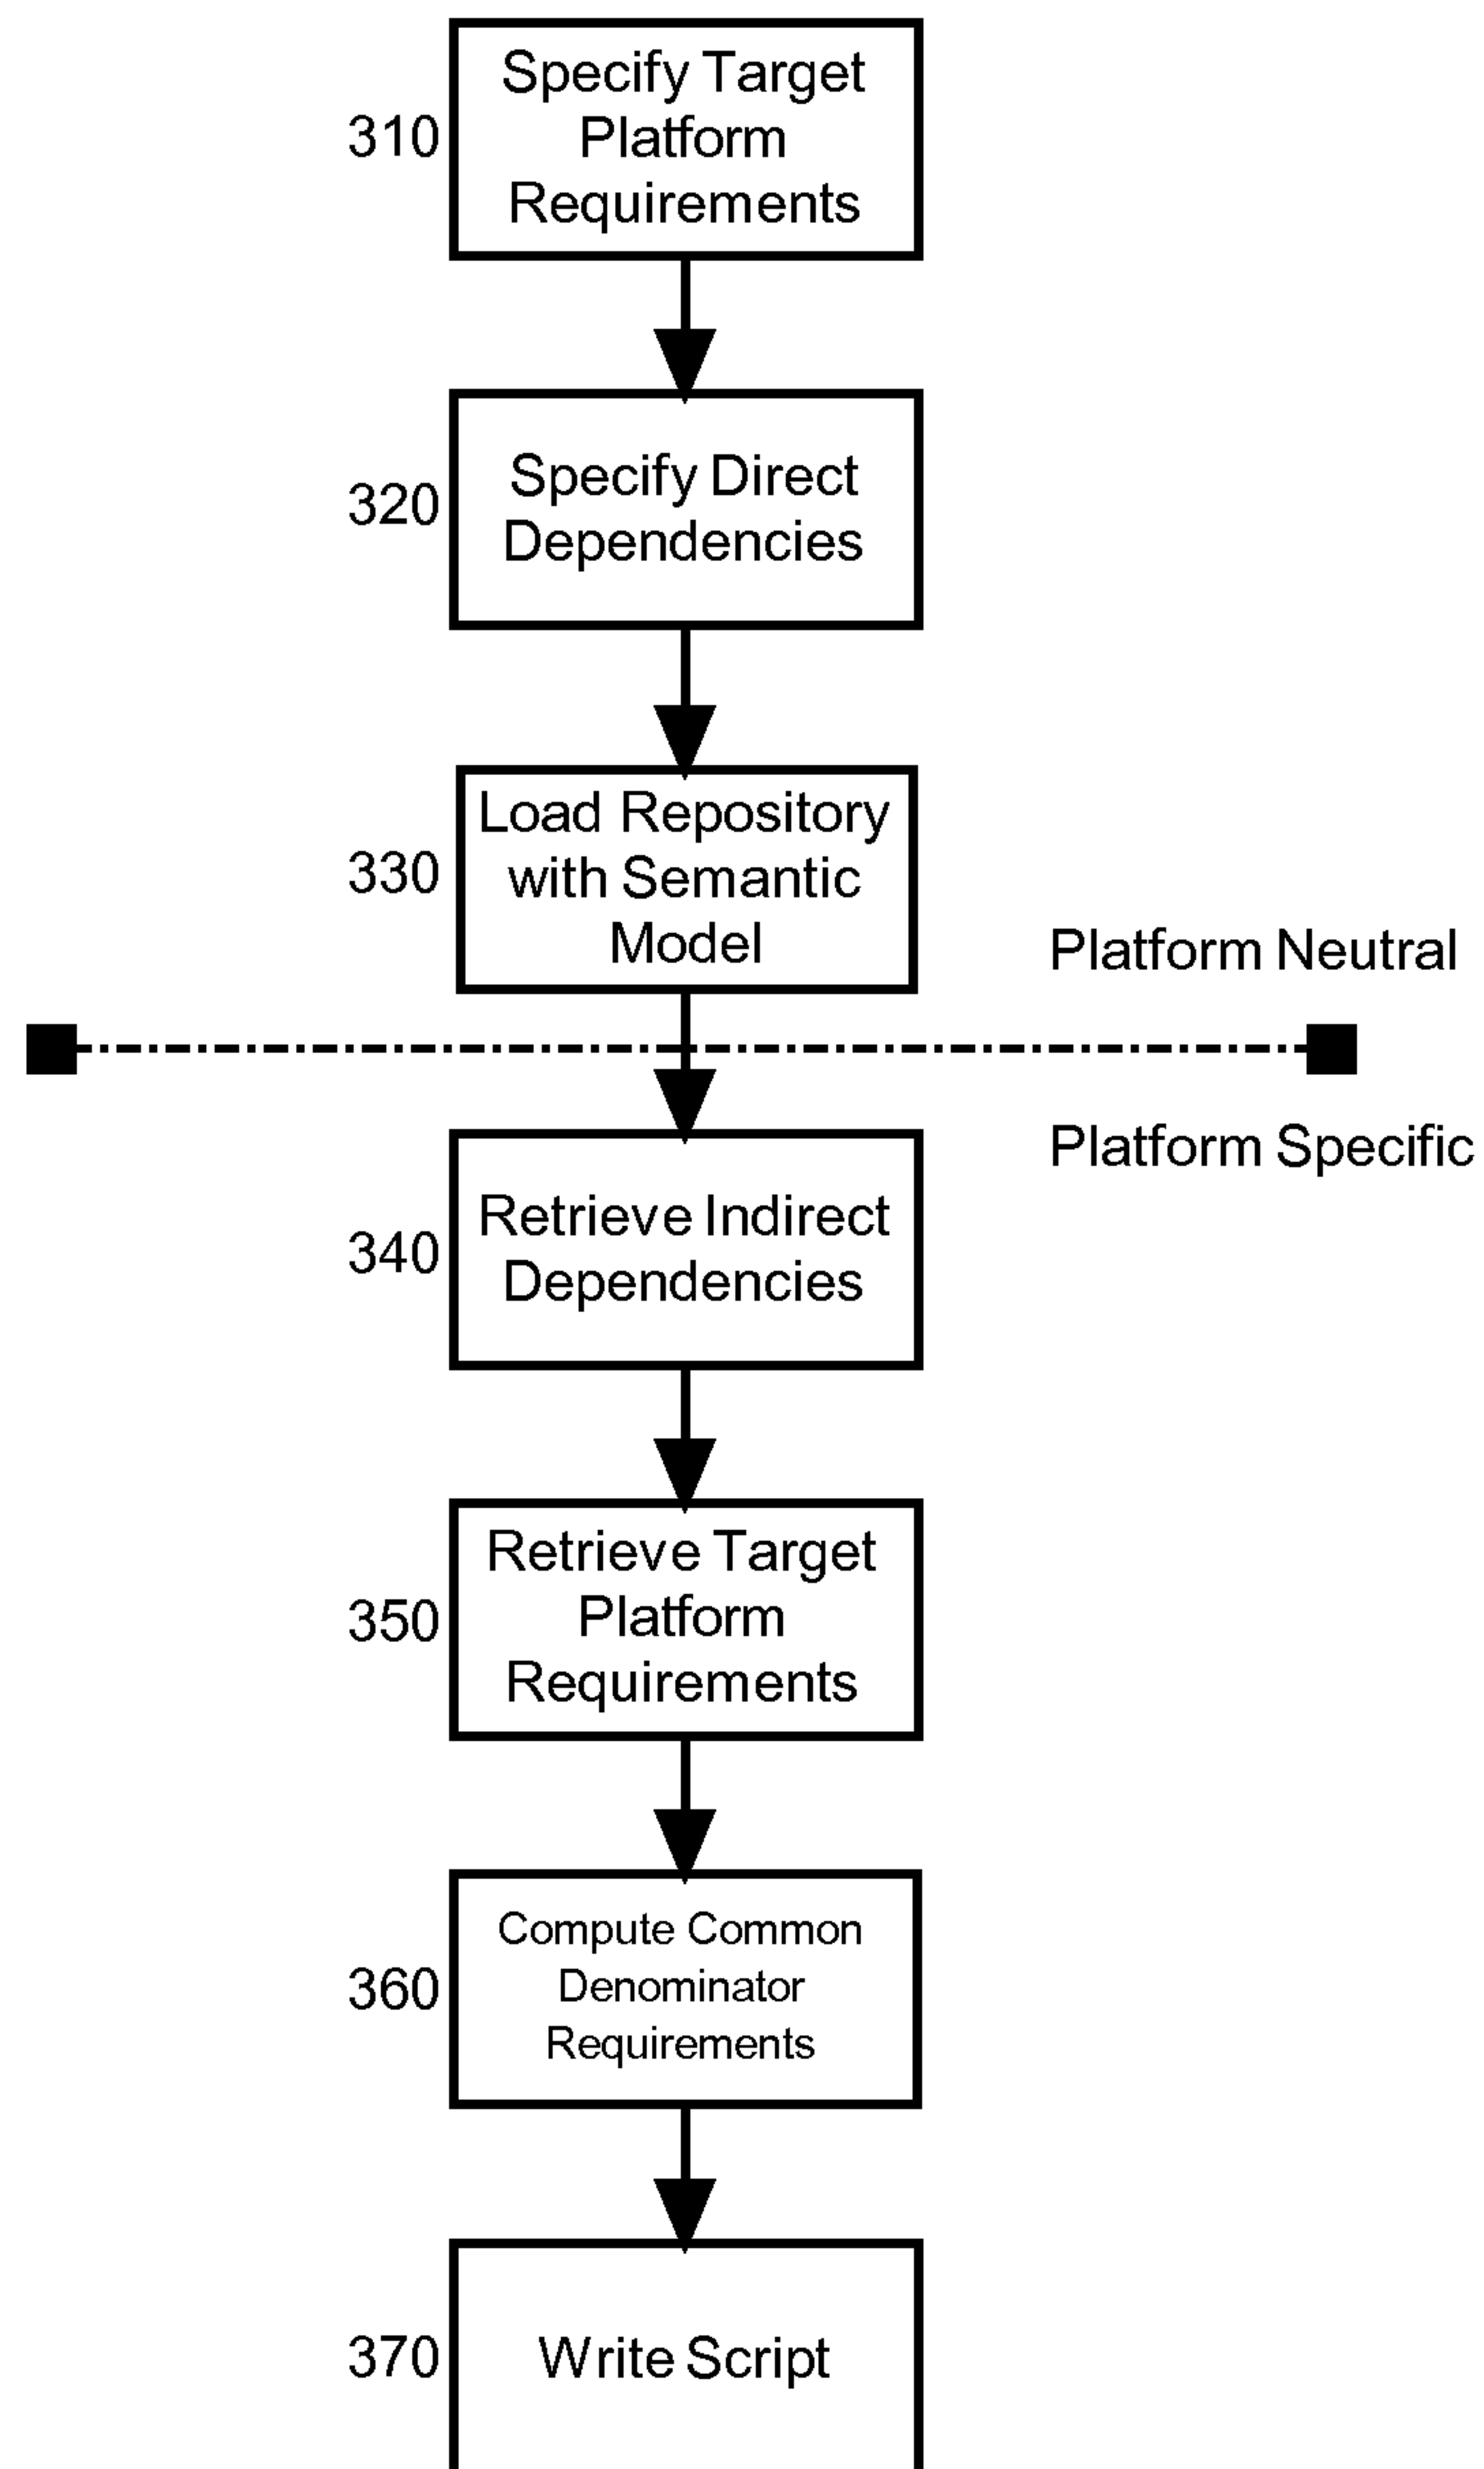 Specify Target
310
Platform
Requirements
Specify Direct
320
Dependencies
Load Repository
330
with Semantic
Model
Platform Neutral
Platform Specific
Retrieve Indirect
340
Dependencies
Retrieve Target
350
Platform
Requirements
Compute Common
360
Denominator
Requirements
370
Write Script